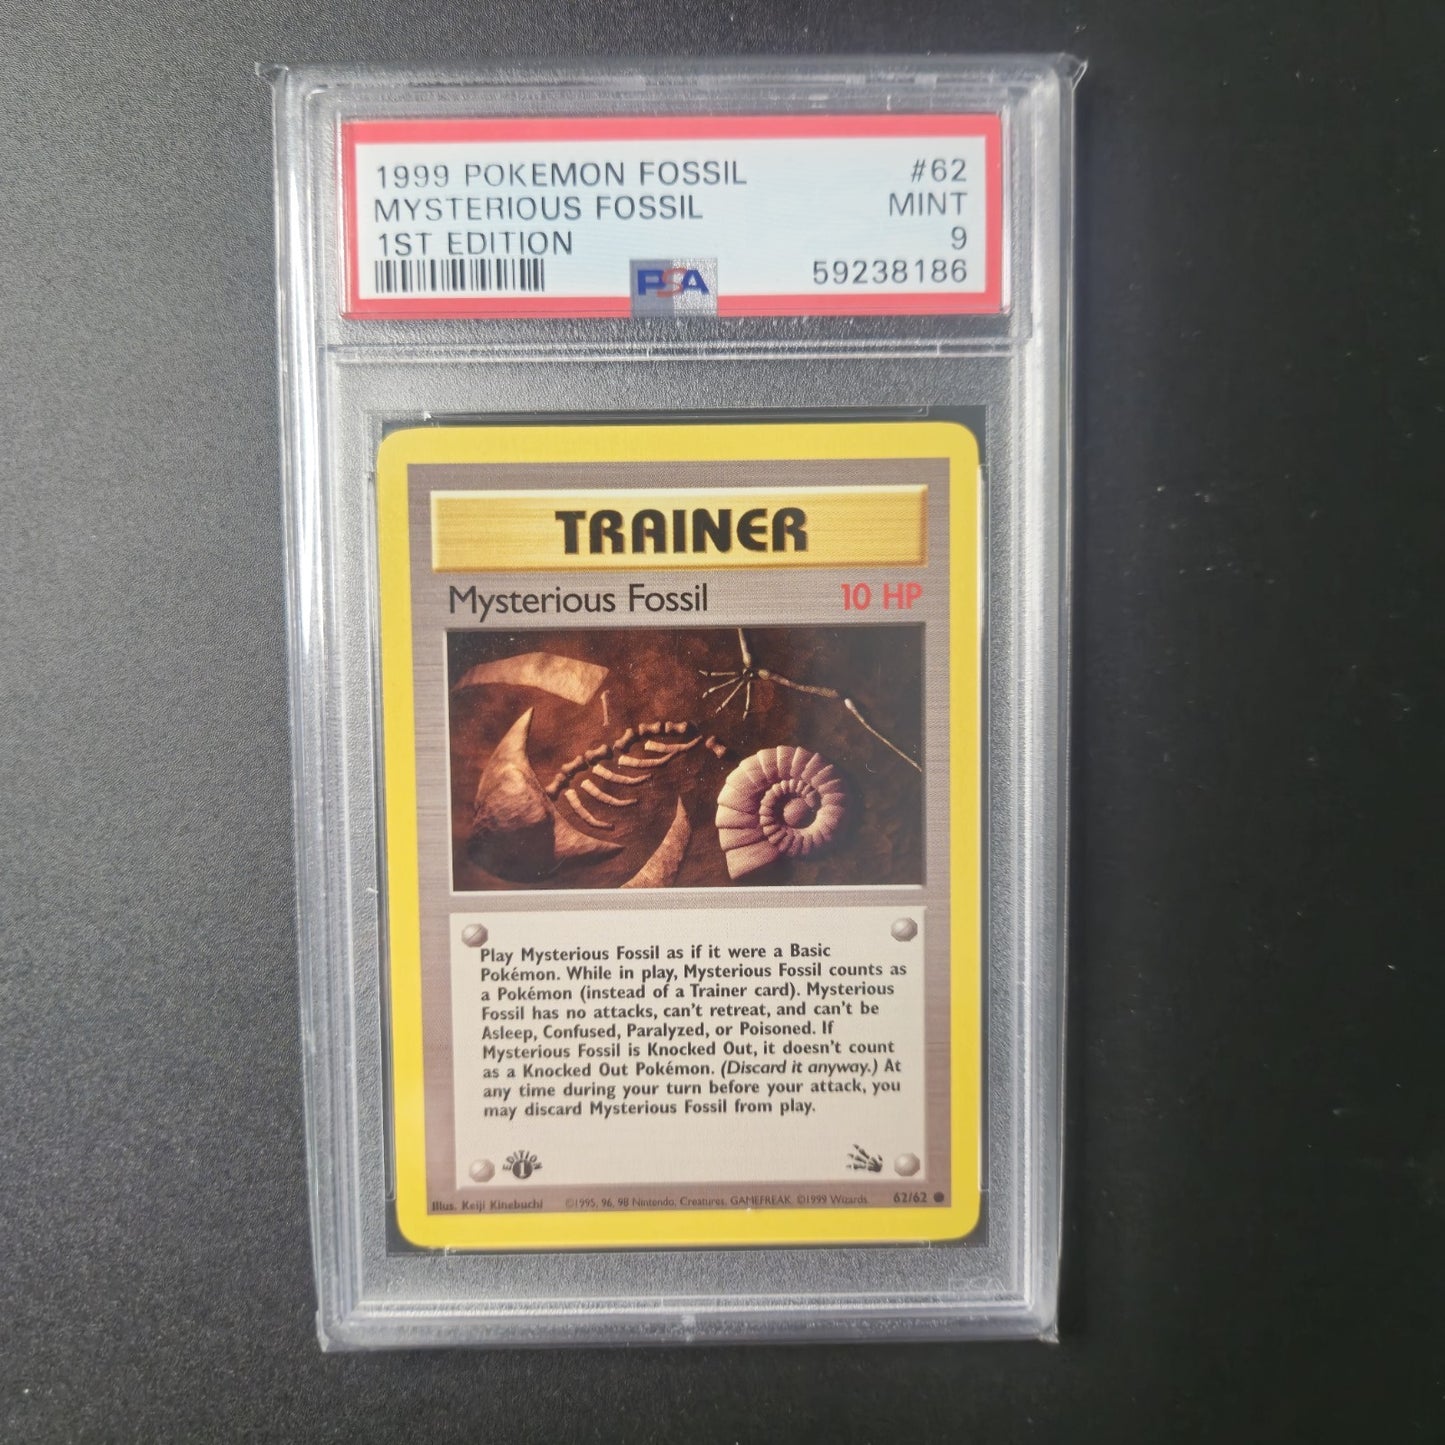 1999 POKEMON FOSSIL #62
MYSTERIOUS FOSSIL MINT
1ST EDITION 9
PSA 59238186
TRAINER
Mysterious Fossil 10 HP
Play Mysterious Fossil as if it were a Basic
Pokémon. While in play, Mysterious Fossil counts as
a Pokémon (instead of a Trainer card). Mysterious
Fossil has no attacks, can't retreat, and can't be
Asleep, Confused, Paralyzed, or Poisoned. If
Mysterious Fossil is Knocked Out, it doesn't count
as a Knocked Out Pokémon. (Discard it anyway.) At
any time during your turn before your attack, you
may discard Mysterious Fossil from play.
EDITION 1
Illus. Keiji Kinebuchi ©1995, 96, 98 Nintendo, Creatures, GAMEFREAK. ©1999 Wizards. 62/62
PSA